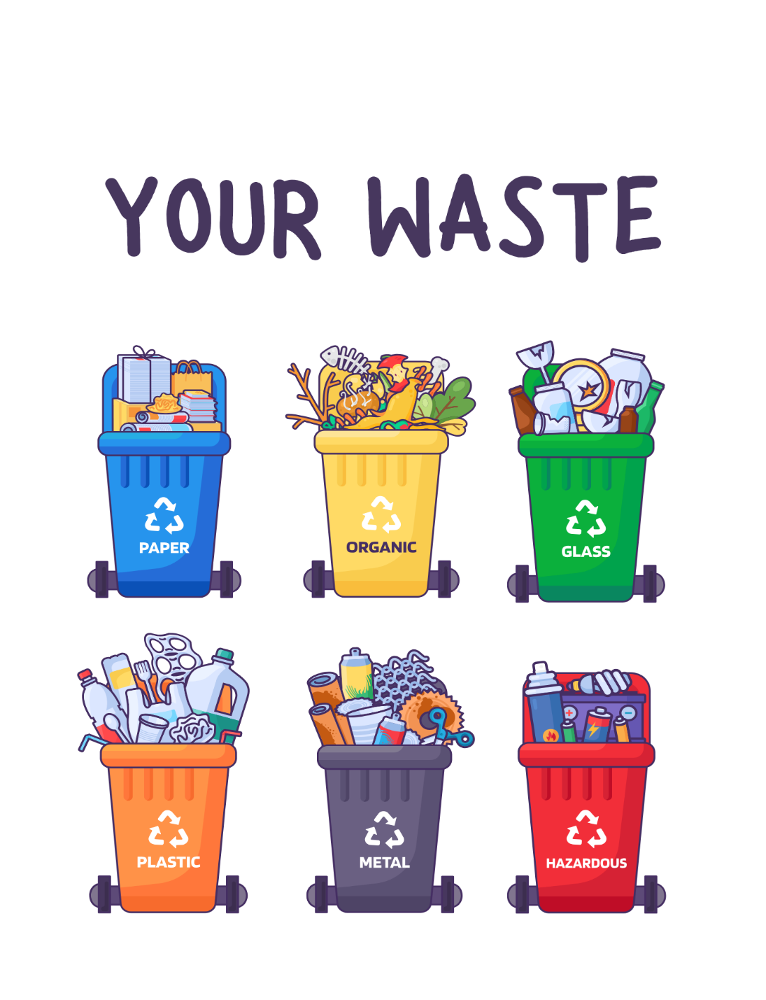 YOUR WASTE
PAPER
ORGANIC
GLASS
PLASTIC
METAL
HAZARDOUS